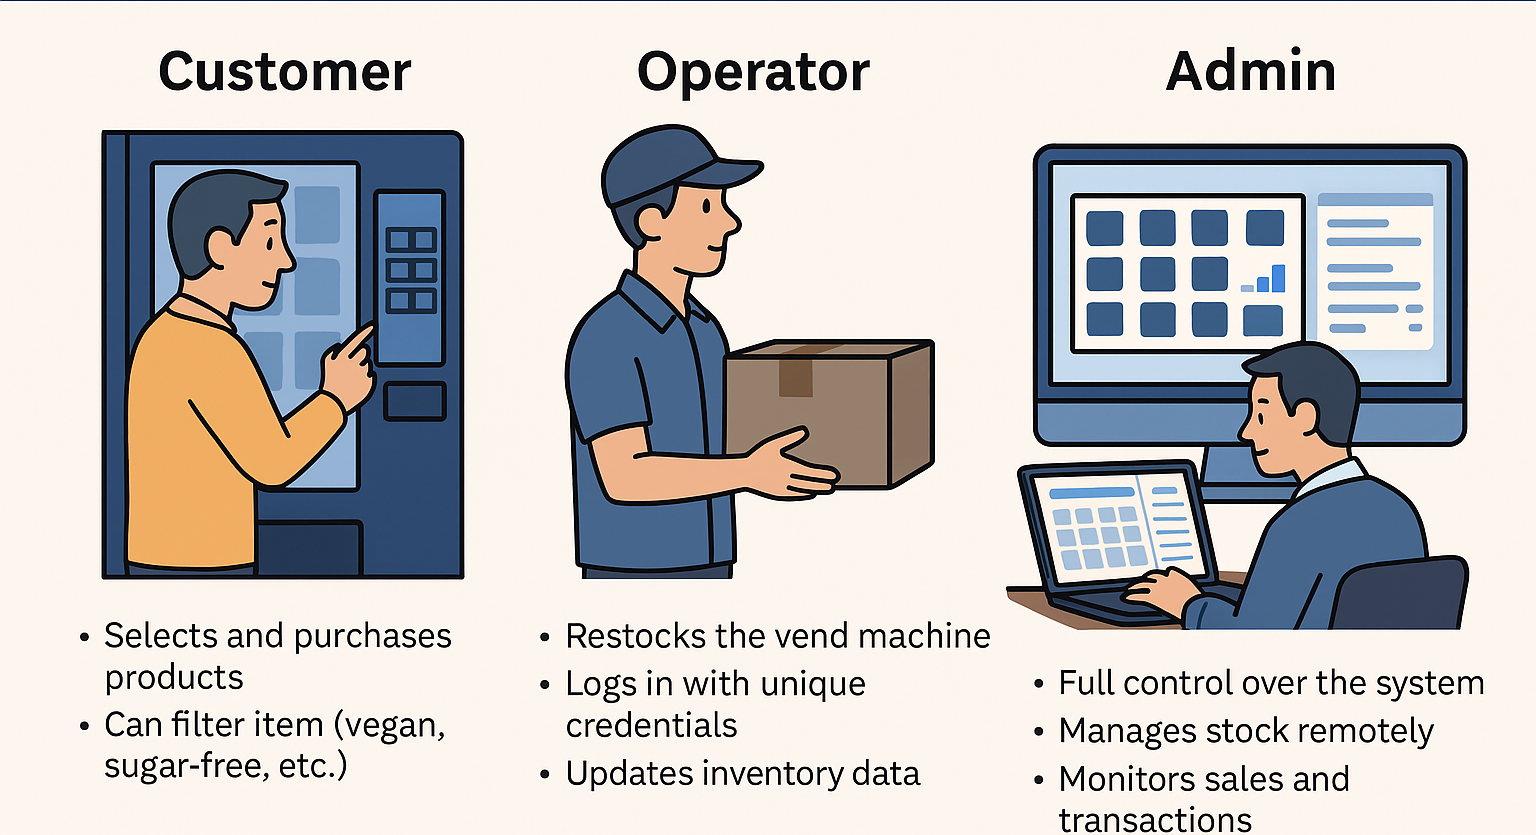 Customer
• Selects and purchases
products
• Can filter item (vegan,
sugar-free, etc.)
Operator
• Restocks the vend machine
• Logs in with unique
credentials
• Updates inventory data
Admin
• Full control over the system
• Manages stock remotely
• Monitors sales and
transactions